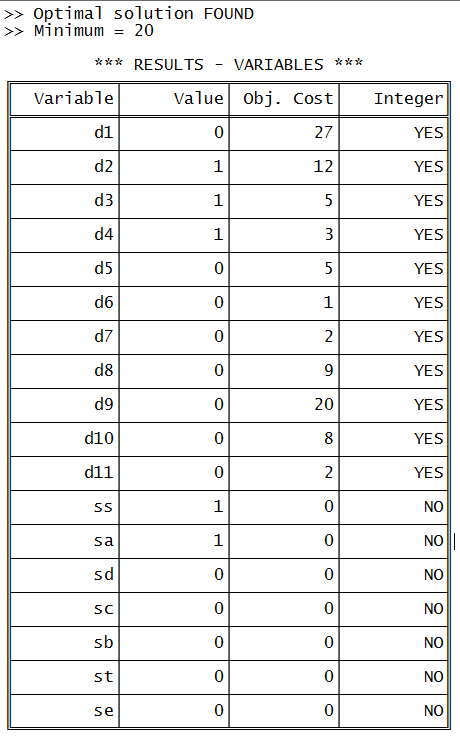 >> Optimal solution FOUND
>> Minimum = 20
*** RESULTS - VARIABLES ***
Variable Value Obj. Cost Integer
d1 0 27 YES
d2 1 12 YES
d3 1 5 YES
d4 1 3 YES
d5 0 5 YES
d6 0 1 YES
d7 0 2 YES
d8 0 9 YES
d9 0 20 YES
d10 0 8 YES
d11 0 2 YES
ss 1 0 NO
sa 1 0 NO
sd 0 0 NO
sc 0 0 NO
sb 0 0 NO
st 0 0 NO
se 0 0 NO